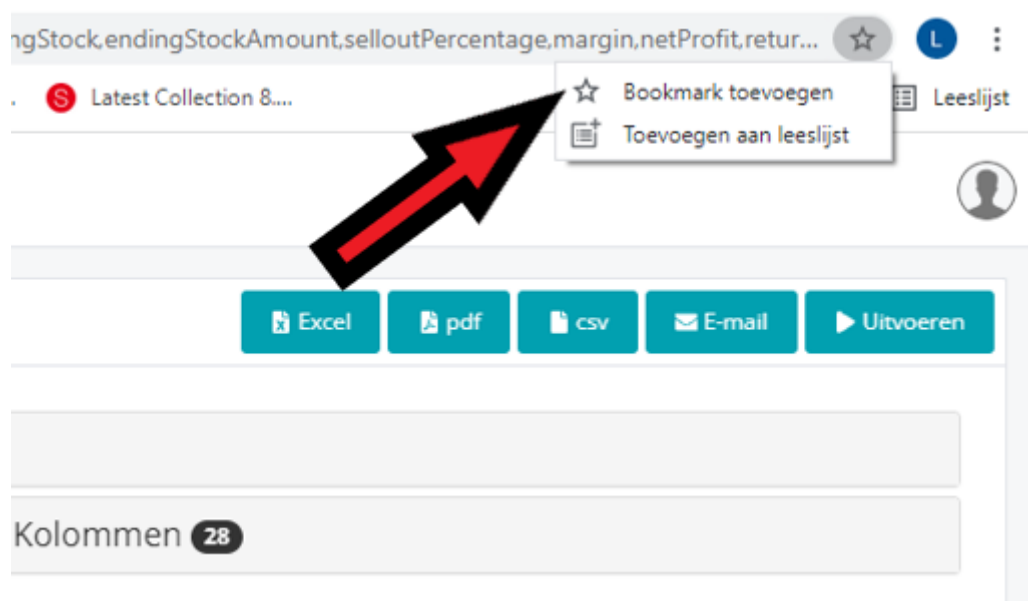 ngStock,endingStockAmount,selloutPercentage,margin,netProfit,retur... L
S Latest Collection 8....
Bookmark toevoegen
Leeslijst
Toevoegen aan leeslijst
Excel
pdf
csv
E-mail
Uitvoeren
Kolommen 28